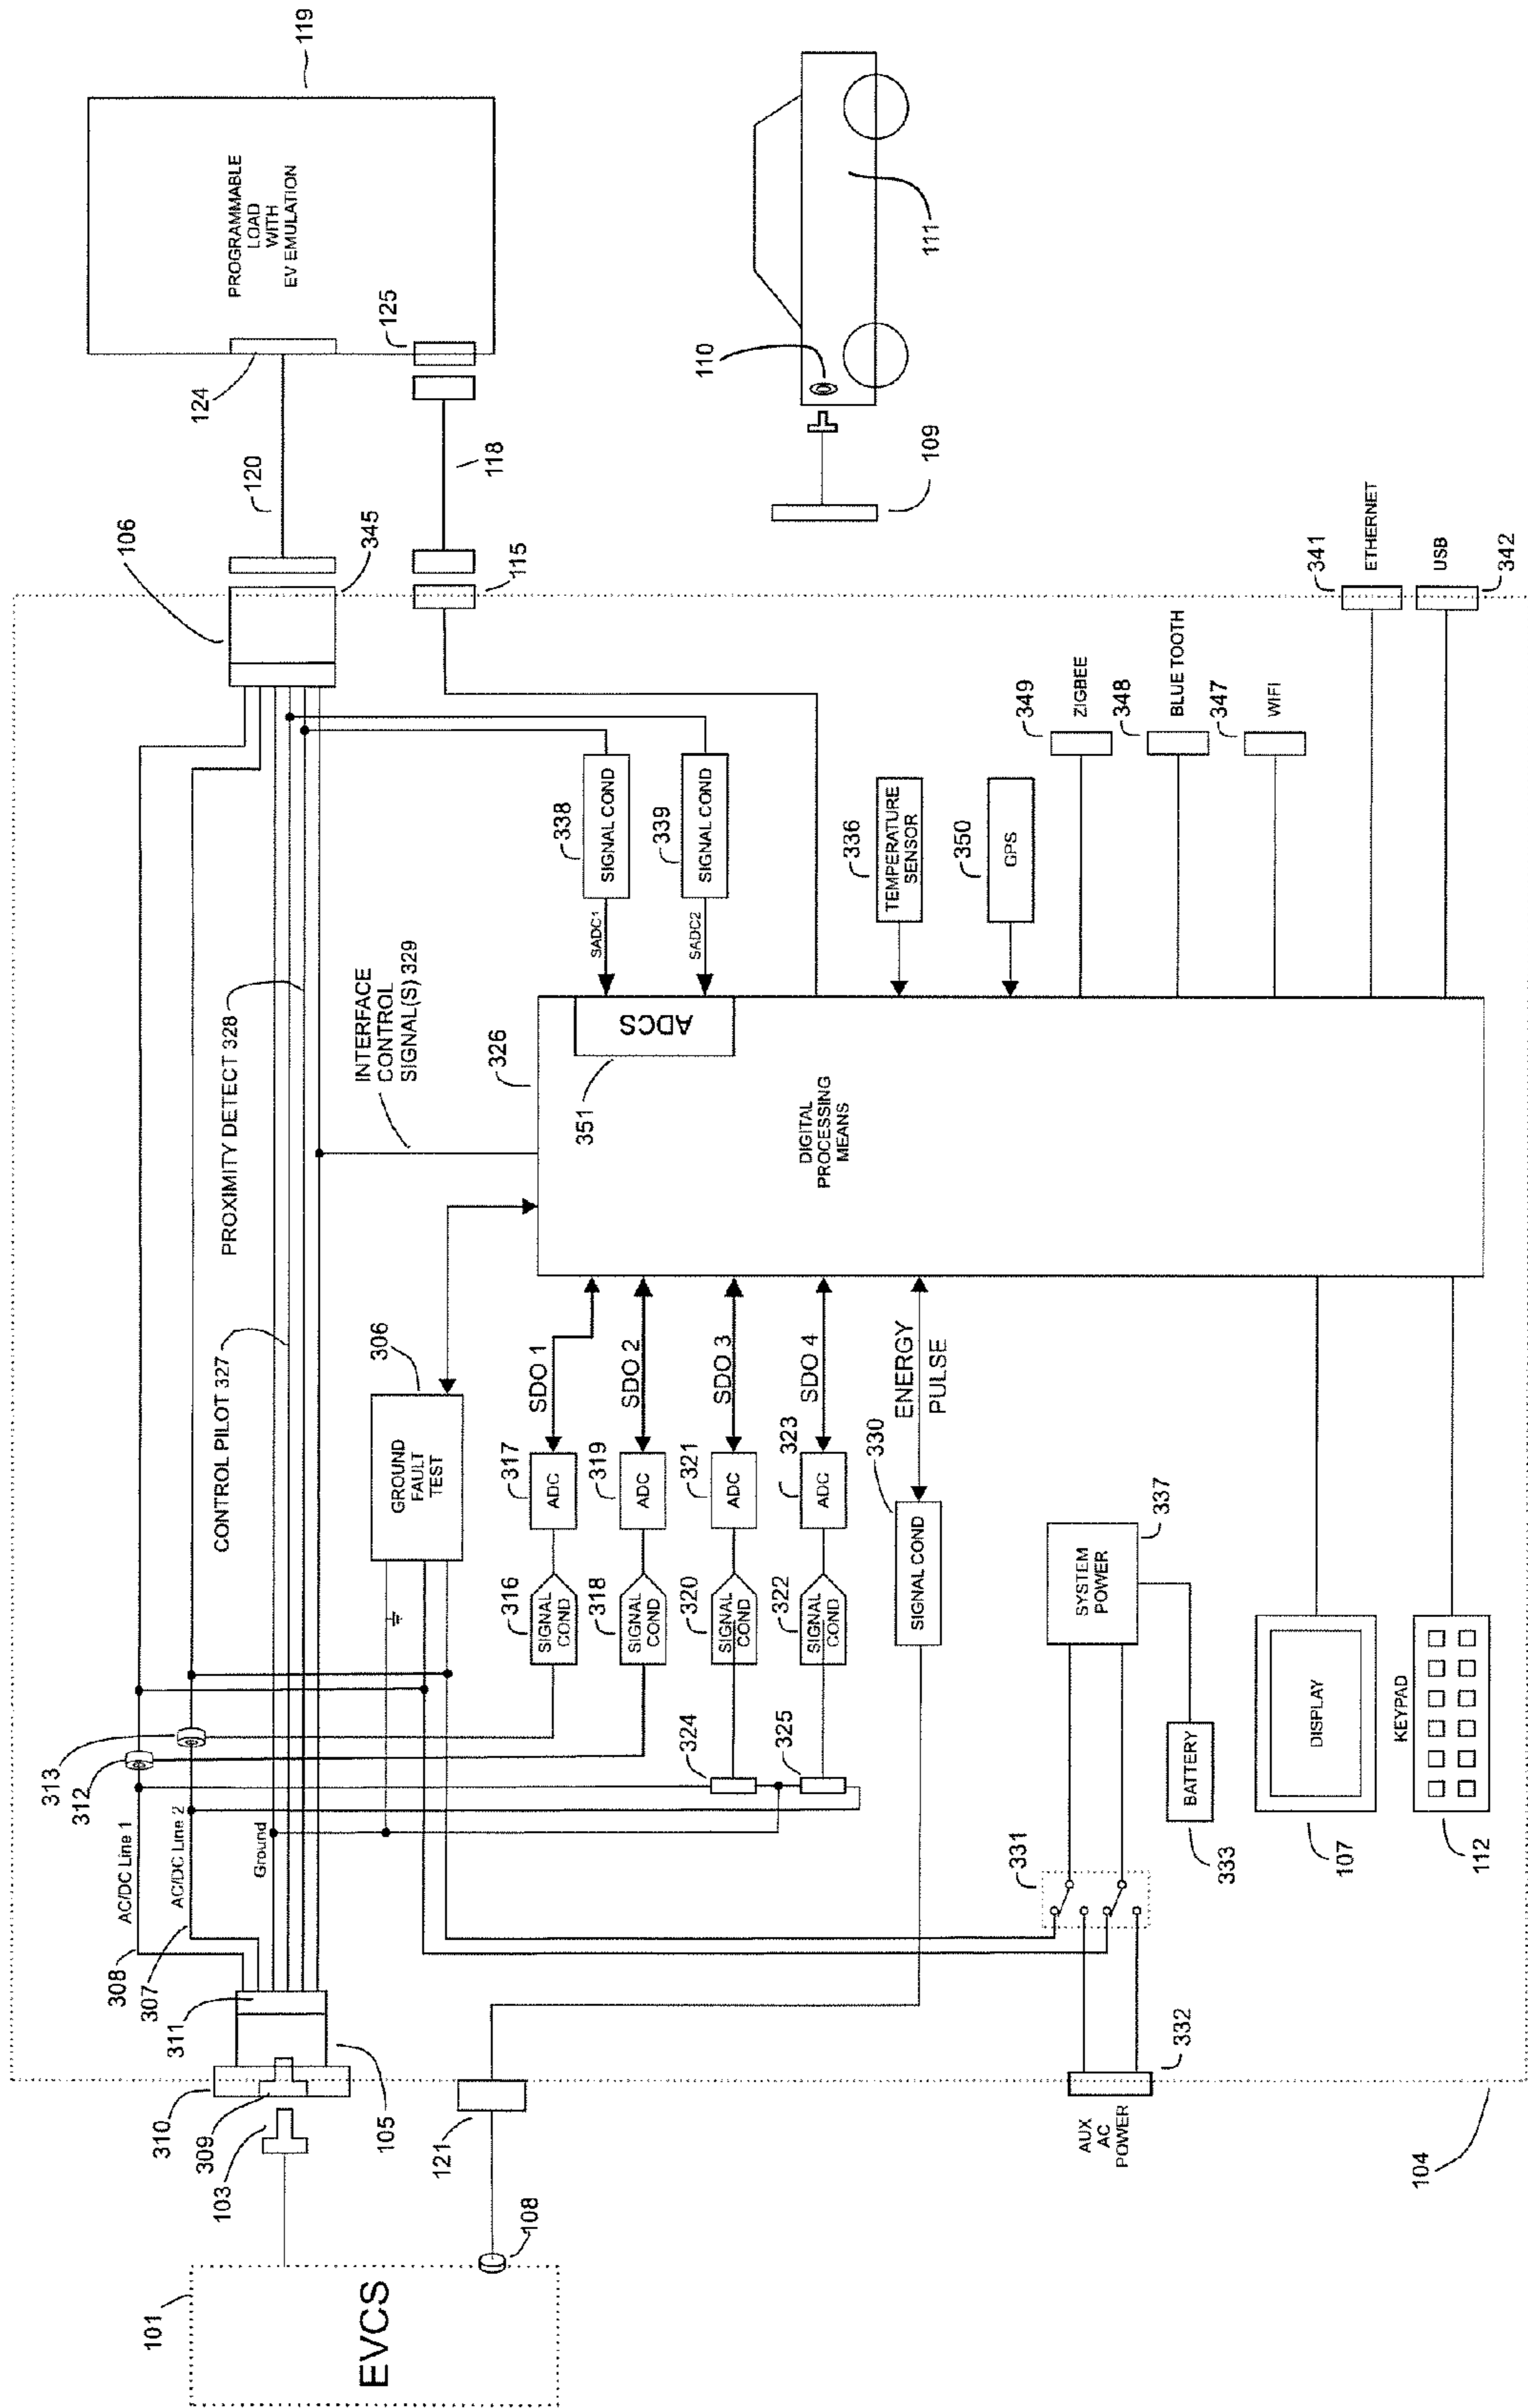 119
PROGRAMMABLE
LOAD
WITH
EV EMULATION
124
125
120
118
106
345
115
110
111
109
341
ETHERNET
USB
342
349
ZIGBEE
348
BLUE TOOTH
347
WIFI
338
SIGNAL COND
339
SIGNAL COND
SADC1
SADC2
336
TEMPERATURE
SENSOR
350
GPS
PROXIMITY DETECT 328
CONTROL PILOT 327
INTERFACE
CONTROL
SIGNAL(S) 329
326
ADCS
351
DIGITAL
PROCESSING
MEANS
306
GROUND
FAULT
TEST
SDO 1
SDO 2
SDO 3
SDO 4
ENERGY
PULSE
317
ADC
319
ADC
321
ADC
323
ADC
330
SIGNAL COND
316
SIGNAL
COND
318
SIGNAL
COND
320
SIGNAL
COND
322
SIGNAL
COND
337
SYSTEM
POWER
313
312
324
325
AC/DC Line 1
AC/DC Line 2
Ground
308
307
311
310
309
103
105
331
BATTERY
333
DISPLAY
107
KEYPAD
112
332
AUX
AC
POWER
121
108
104
101
EVCS